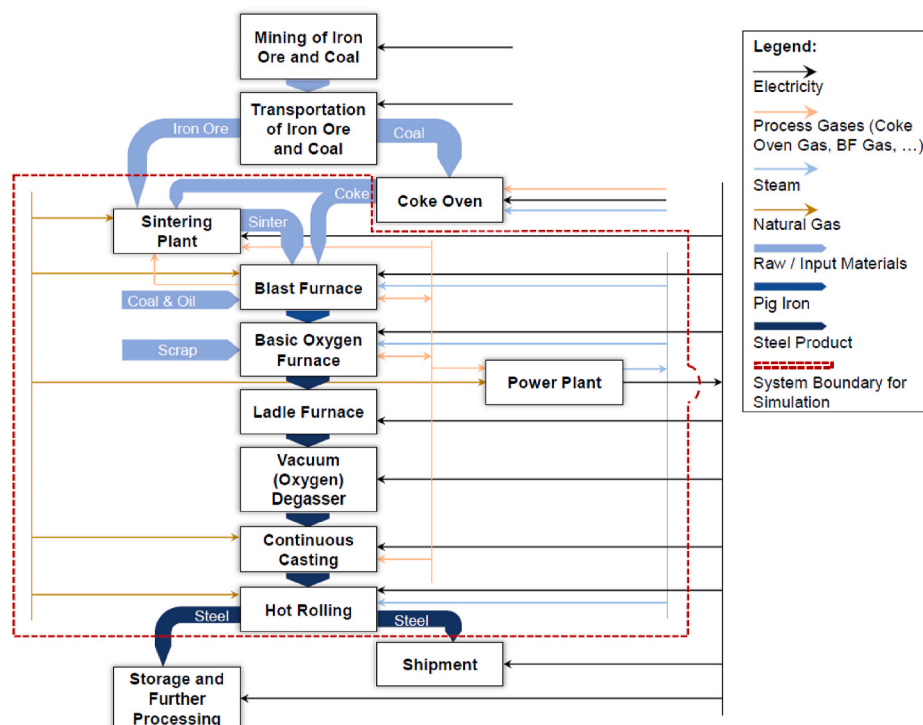 Mining of Iron
Ore and Coal
Transportation
of Iron Ore
and Coal
Iron Ore
Coal
Coke Oven
Coke
Sintering
Plant
Sinter
Blast Furnace
Coal & Oil
Basic Oxygen
Furnace
Scrap
Power Plant
Ladle Furnace
Vacuum
(Oxygen)
Degasser
Continuous
Casting
Hot Rolling
Steel
Steel
Shipment
Storage and
Further
Processing
Legend:
Electricity
Process Gases (Coke
Oven Gas, BF Gas, …)
Steam
Natural Gas
Raw / Input Materials
Pig Iron
Steel Product
System Boundary for
Simulation